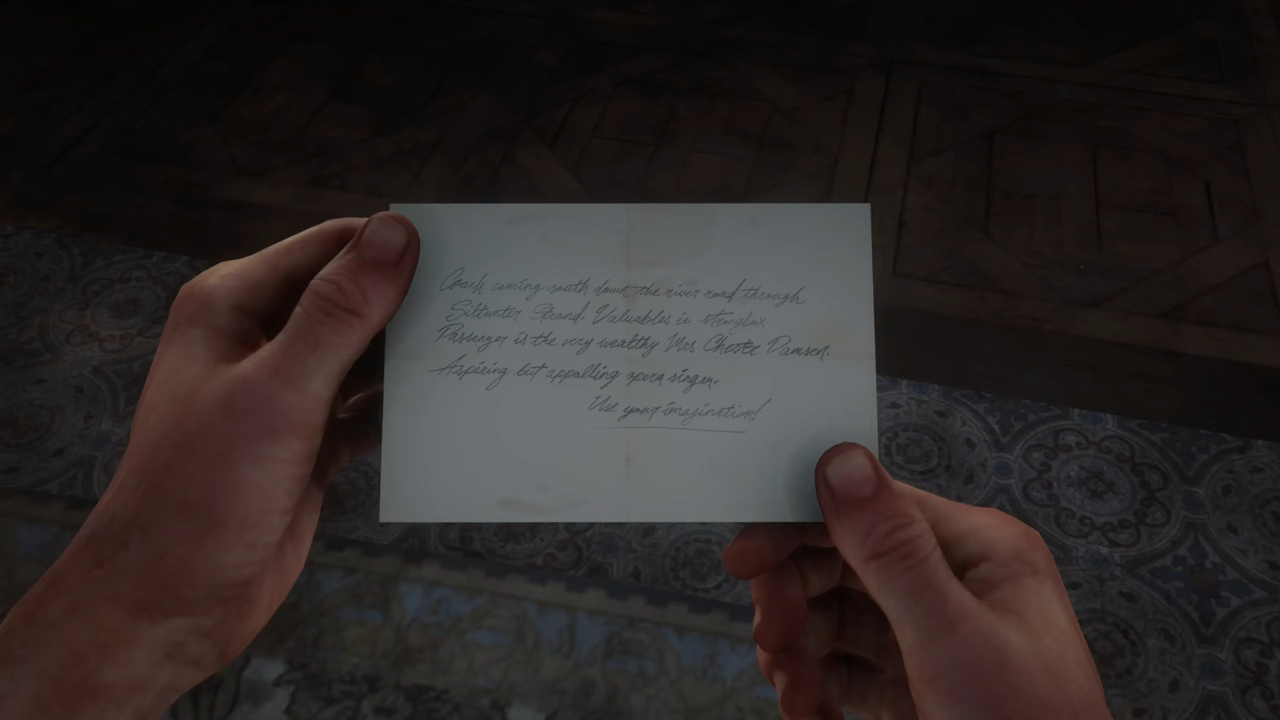 Coach coming south down the river road through
Siltwater Strand. Valuables in strongbox
Passenger is the very wealthy Mrs Chester Damsen.
Aspiring but appalling opera singer.
Use your imagination!